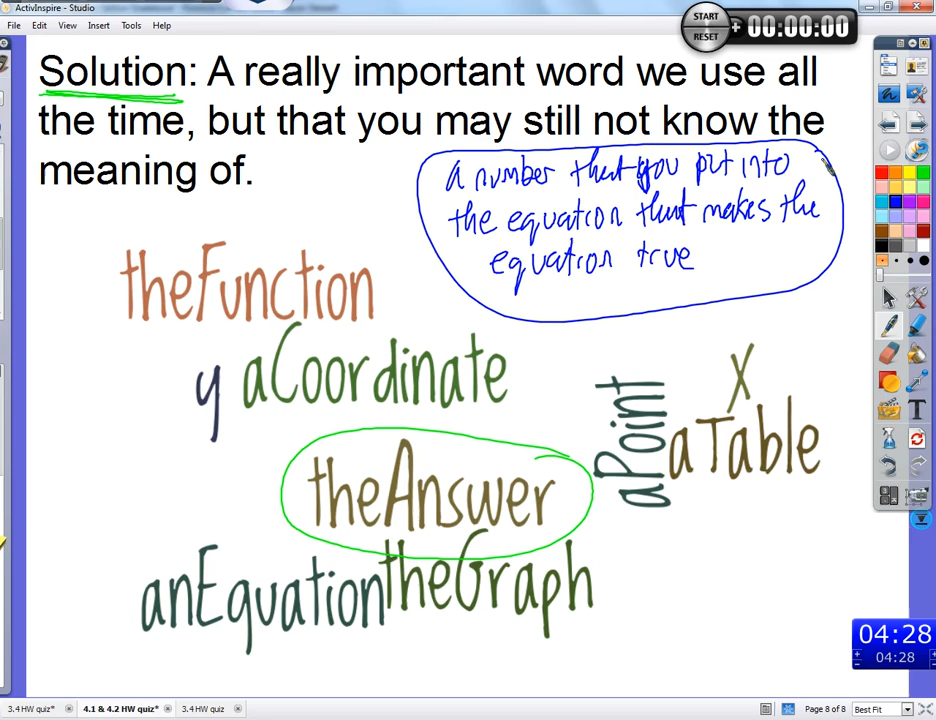 ActivInspire - Studio
File Edit View Insert Tools Help
START
RESET
00:00:00
Solution: A really important word we use all
the time, but that you may still not know the
meaning of.
a number that you put into
the equation that makes the
equation true
theFunction
y aCoordinate
x
aPoint
aTable
theAnswer
anEquation theGraph
04:28
04:28
3.4 HW quiz* 4.1 & 4.2 HW quiz* 3.4 HW quiz
Page 8 of 8 Best Fit